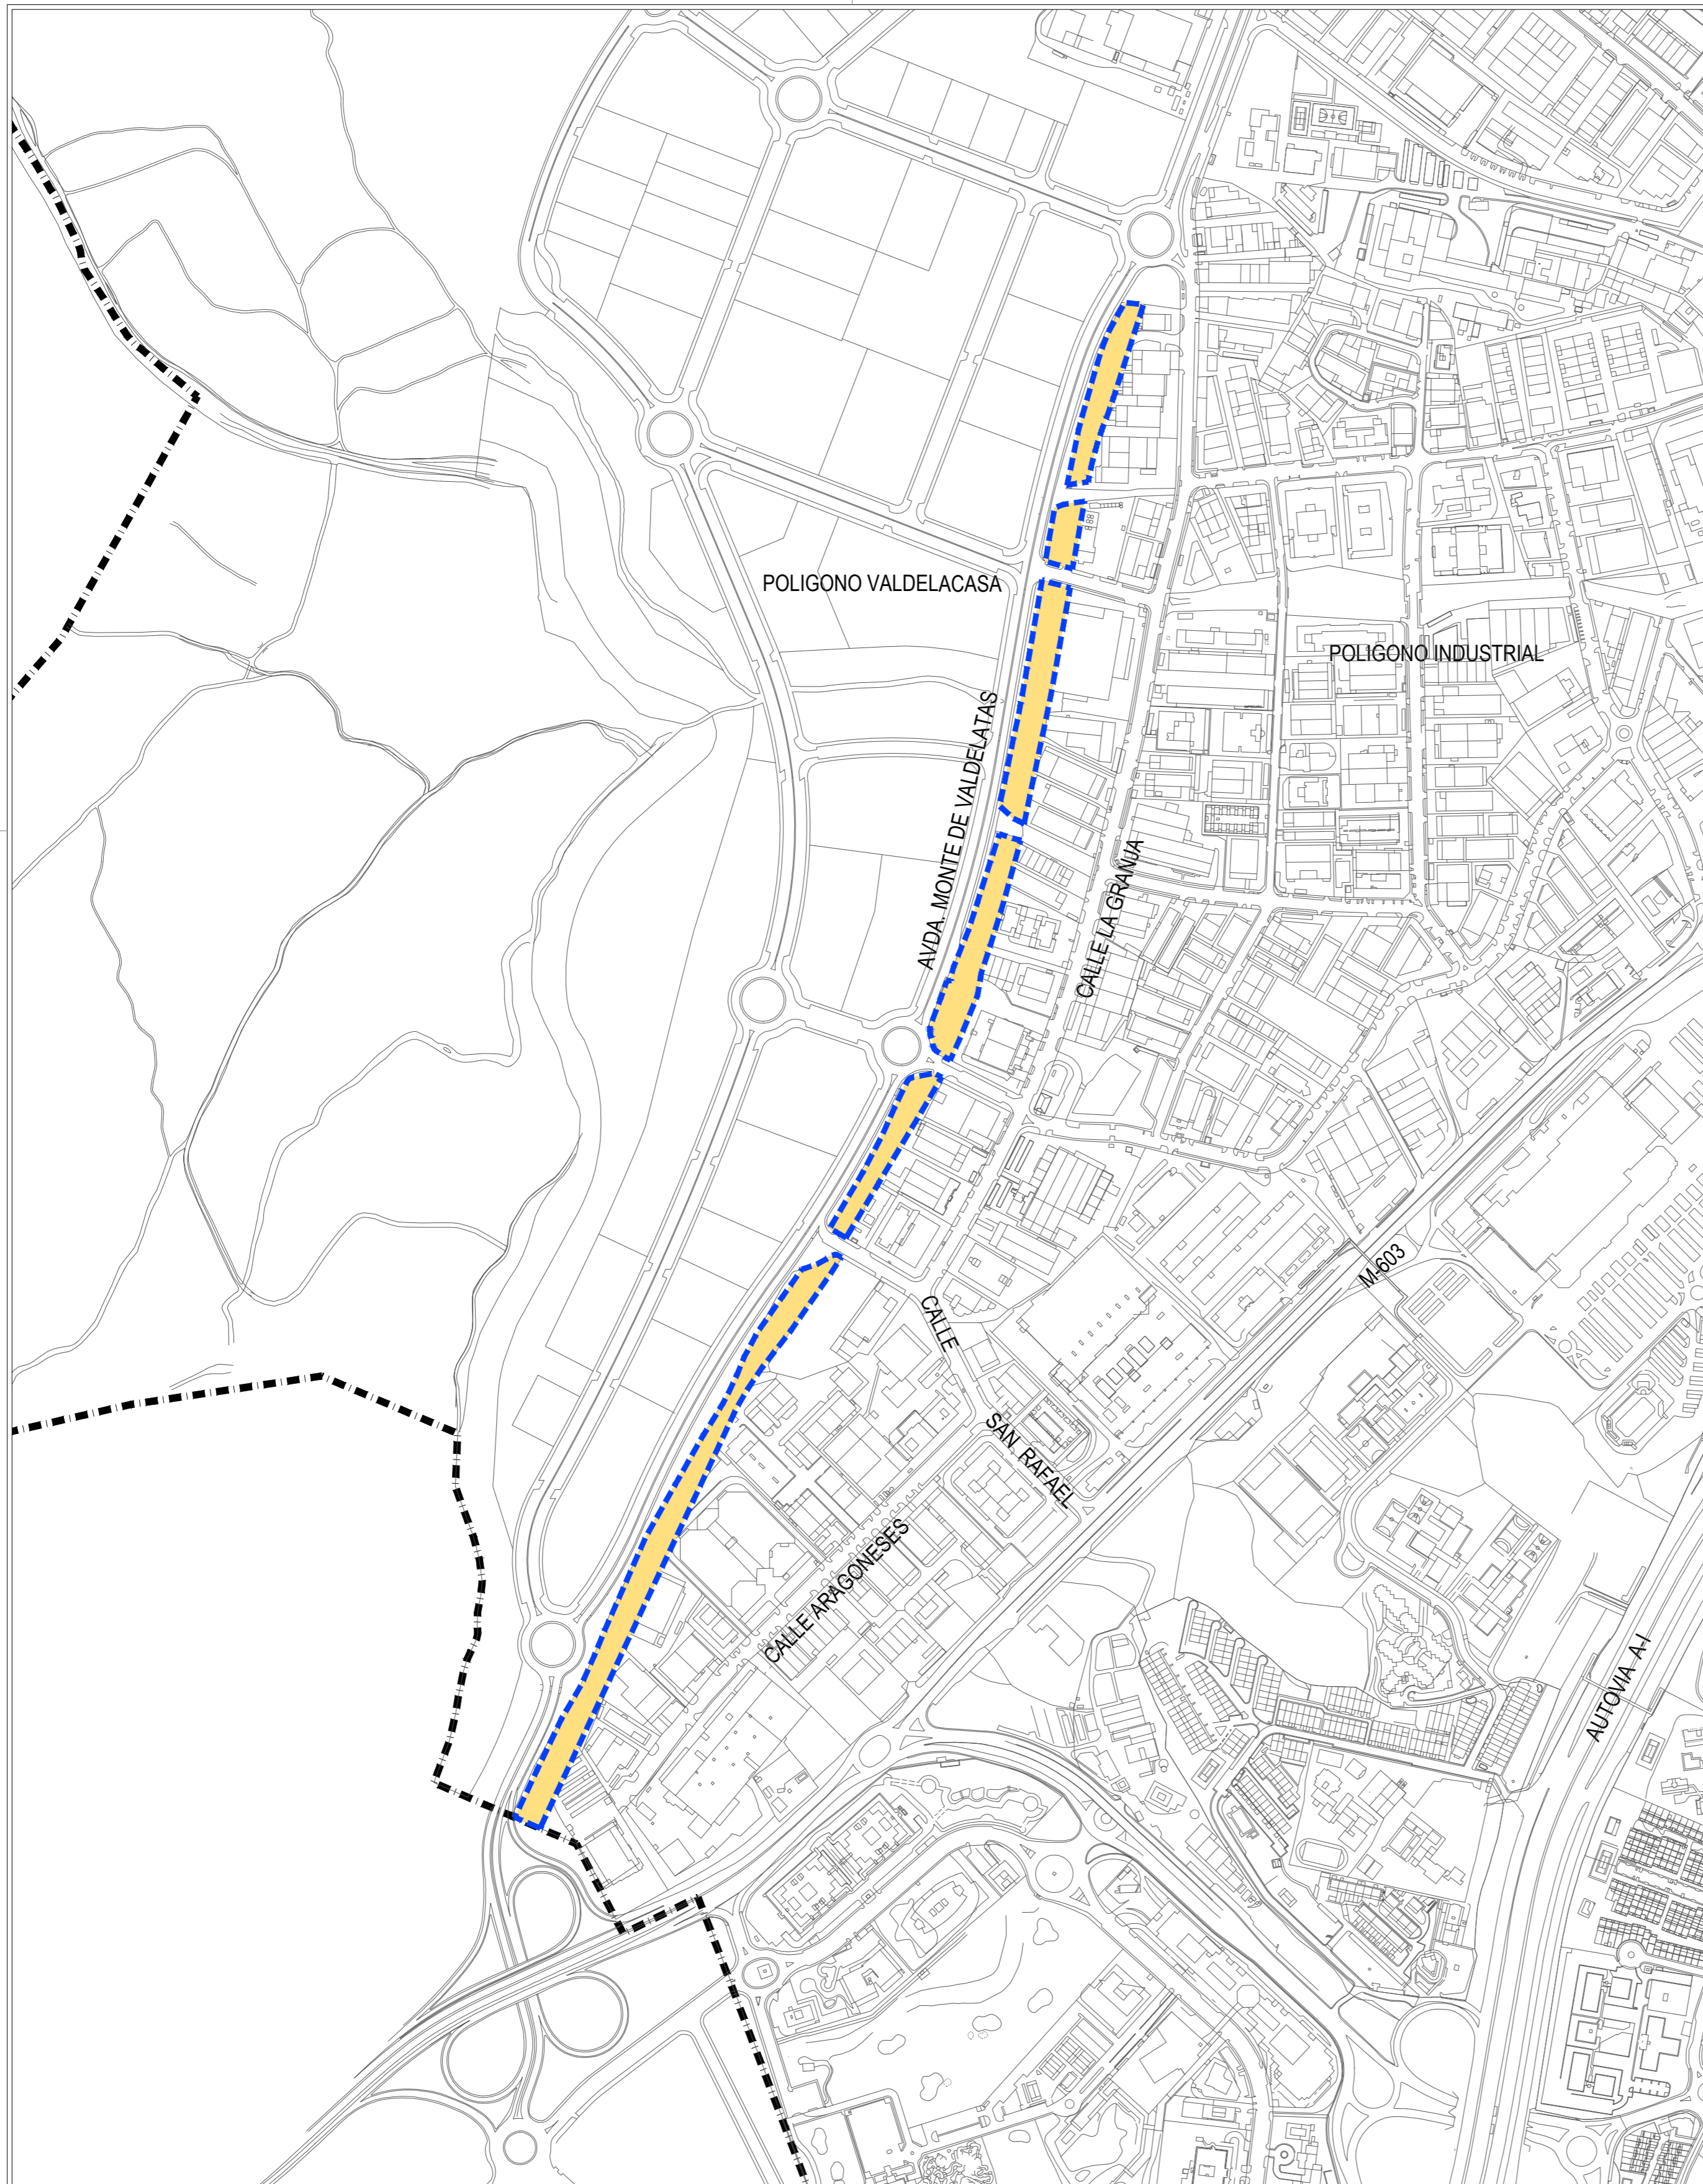 POLIGONO VALDELACASA
POLIGONO INDUSTRIAL
AVDA. MONTE DE VALDELATAS
CALLE LA GRANJA
M-603
CALLE
SAN RAFAEL
CALLE ARAGONESES
AUTOVIA A-I